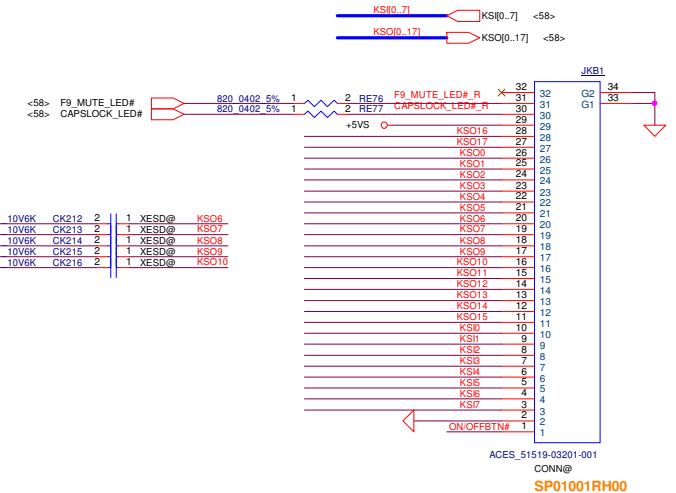 KSI[0..7] KSI[0..7] <58>
KSO[0..17] KSO[0..17] <58>
JKB1
<58> F9_MUTE_LED# 820_0402_5% 1 2 RE76 F9_MUTE_LED#_R
<58> CAPSLOCK_LED# 820_0402_5% 1 2 RE77 CAPSLOCK_LED#_R
+5VS
32 32 G2 34
31 31 G1 33
30 30
29 29
KSO16 28 28
KSO17 27 27
KSO0 26 26
KSO1 25 25
KSO2 24 24
KSO3 23 23
KSO4 22 22
KSO5 21 21
KSO6 20 20
KSO7 19 19
KSO8 18 18
KSO9 17 17
KSO10 16 16
KSO11 15 15
KSO12 14 14
KSO13 13 13
KSO14 12 12
KSO15 11 11
KSI0 10 10
KSI1 9 9
KSI2 8 8
KSI3 7 7
KSI4 6 6
KSI5 5 5
KSI6 4 4
KSI7 3 3
2 2
ON/OFFBTN# 1 1
10V6K CK212 2 1 XESD@ KSO6
10V6K CK213 2 1 XESD@ KSO7
10V6K CK214 2 1 XESD@ KSO8
10V6K CK215 2 1 XESD@ KSO9
10V6K CK216 2 1 XESD@ KSO10
ACES_51519-03201-001
CONN@
SP01001RH00